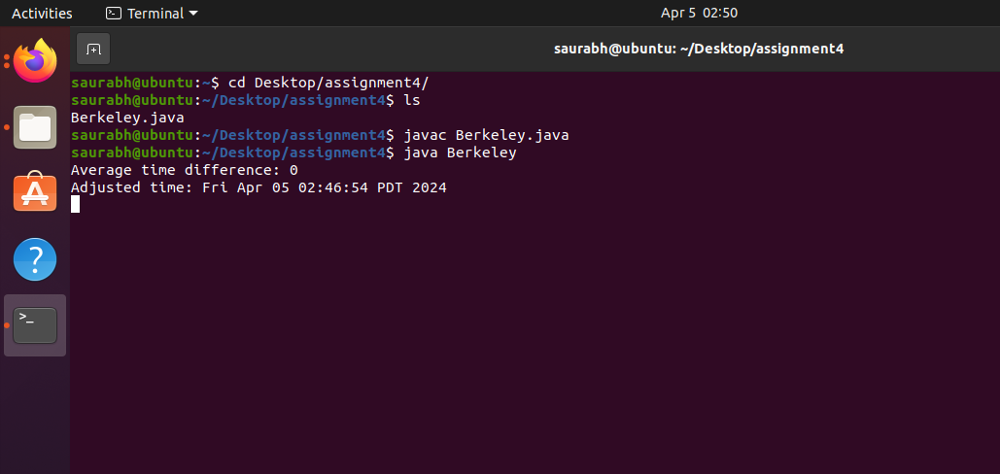 Activities Terminal Apr 5 02:50
saurabh@ubuntu: ~/Desktop/assignment4
saurabh@ubuntu:~$ cd Desktop/assignment4/
saurabh@ubuntu:~/Desktop/assignment4$ ls
Berkeley.java
saurabh@ubuntu:~/Desktop/assignment4$ javac Berkeley.java
saurabh@ubuntu:~/Desktop/assignment4$ java Berkeley
Average time difference: 0
Adjusted time: Fri Apr 05 02:46:54 PDT 2024
?
>_